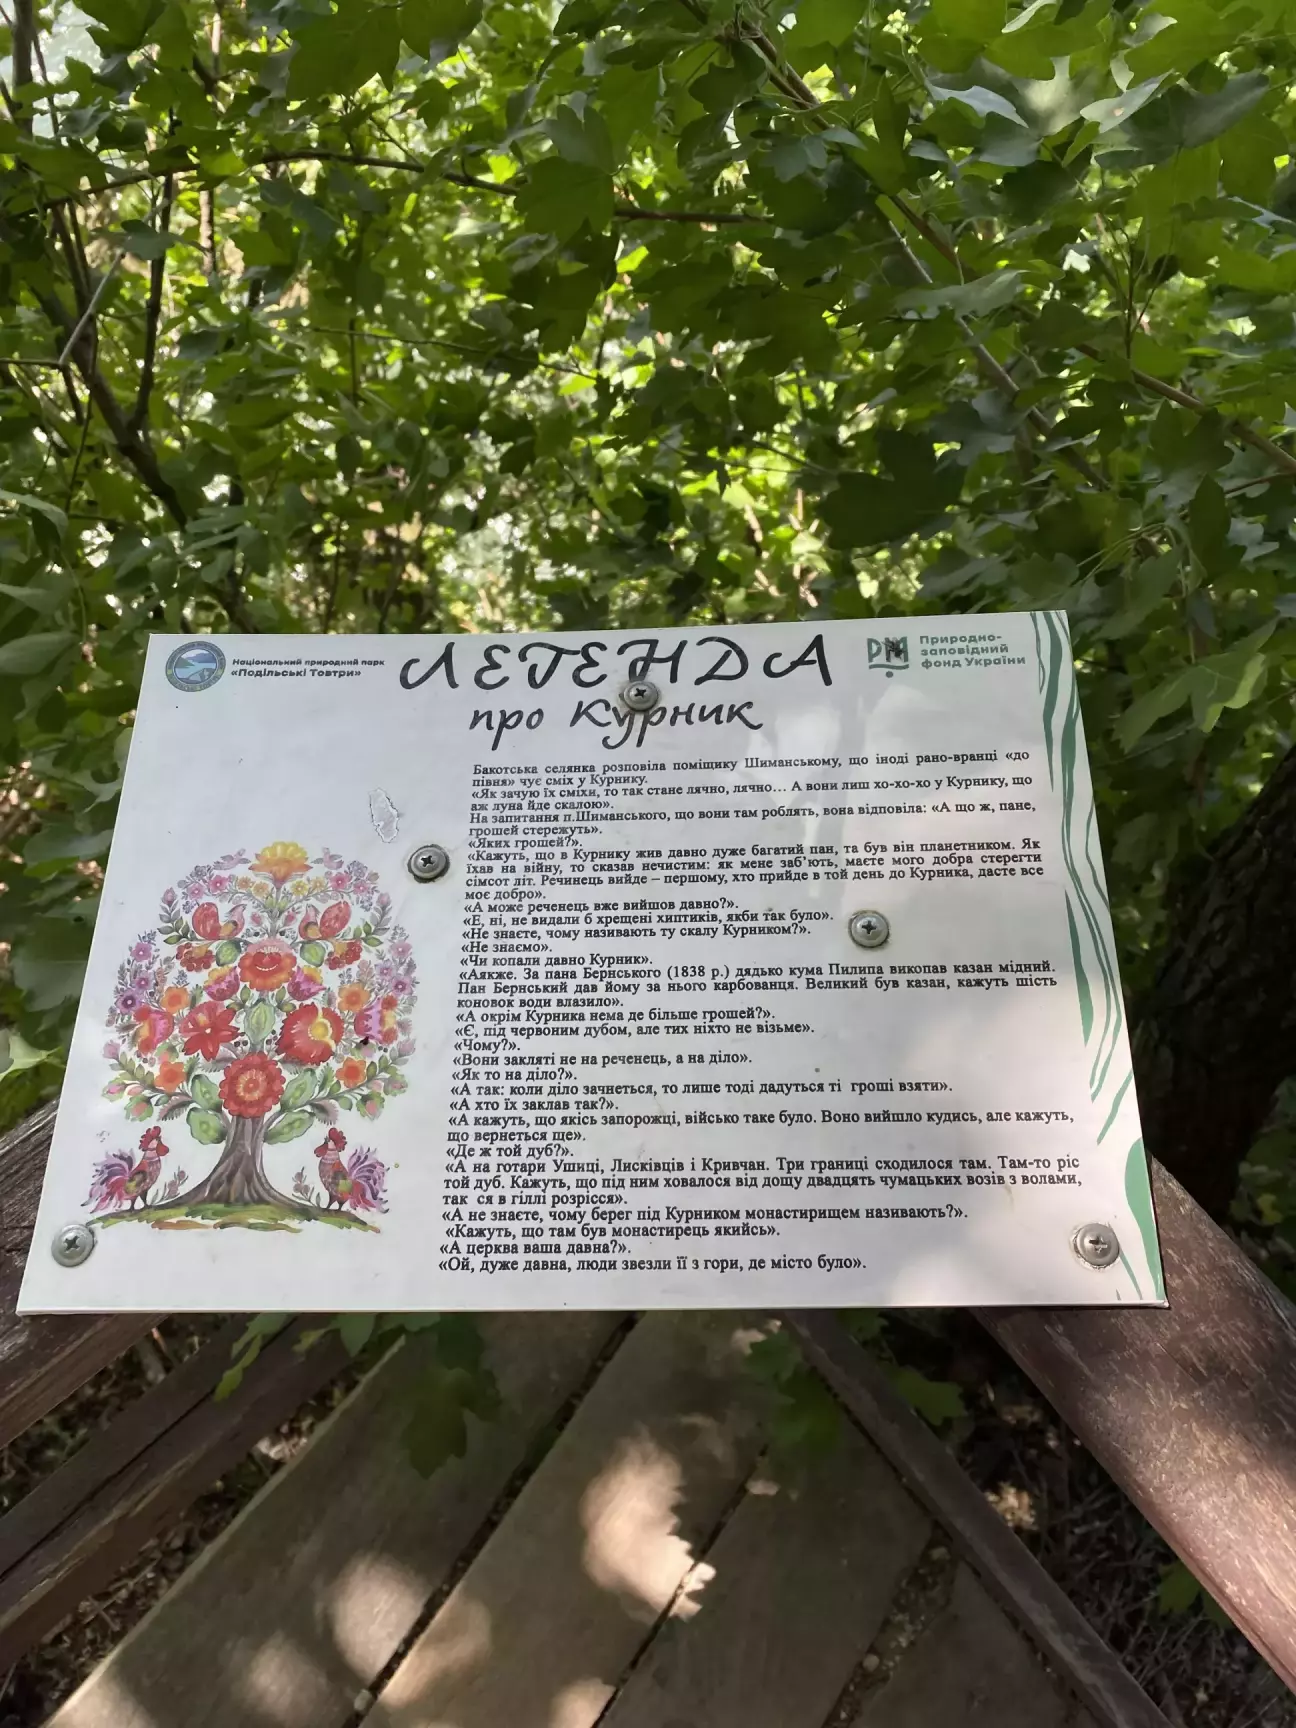 Національний природний парк
«Подільські Товтри»
ЛЕГЕНДА
про Курник
Природно-
заповідний
фонд України
Бакотська селянка розповіла поміщику Шиманському, що іноді рано-вранці «до
півня» чує сміх у Курнику.
«Як зачую їх сміхи, то так стане лячно, лячно... А вони лиш хо-хо-хо у Курнику, що
аж луна йде скалою».
На запитання п.Шиманського, що вони там роблять, вона відповіла: «А що ж, пане,
грошей стережуть».
«Яких грошей?».
«Кажуть, що в Курнику жив давно дуже багатий пан, та був він планетником. Як
їхав на війну, то сказав нечистим: як мене заб'ють, маєте мого добра стерегти
сімсот літ. Речинець вийде – першому, хто прийде в той день до Курника, дасте все
моє добро».
«А може реченець вже вийшов давно?».
«Е, ні, не видали б хрещені хиптиків, якби так було».
«Не знаєте, чому називають ту скалу Курником?».
«Не знаємо».
«Чи копали давно Курник».
«Аякже. За пана Бернського (1838 р.) дядько кума Пилипа викопав казан мідний.
Пан Бернський дав йому за нього карбованця. Великий був казан, кажуть шість
коновок води влазило».
«А окрім Курника нема де більше грошей?».
«Є, під червоним дубом, але тих ніхто не візьме».
«Чому?».
«Вони закляті не на реченець, а на діло».
«Як то на діло?».
«А так: коли діло зачнеться, то лише тоді дадуться ті гроші взяти».
«А хто їх заклав так?».
«А кажуть, що якісь запорожці, військо таке було. Воно вийшло кудись, але кажуть,
що вернеться ще».
«Де ж той дуб?».
«А на готари Ушиці, Лисківців і Кривчан. Три границі сходилося там. Там-то ріс
той дуб. Кажуть, що під ним ховалося від дощу двадцять чумацьких возів з волами,
так ся в гіллі розрісся».
«А не знаєте, чому берег під Курником монастирищем називають?».
«Кажуть, що там був монастирець якийсь».
«А церква ваша давна?».
«Ой, дуже давна, люди звезли її з гори, де місто було».